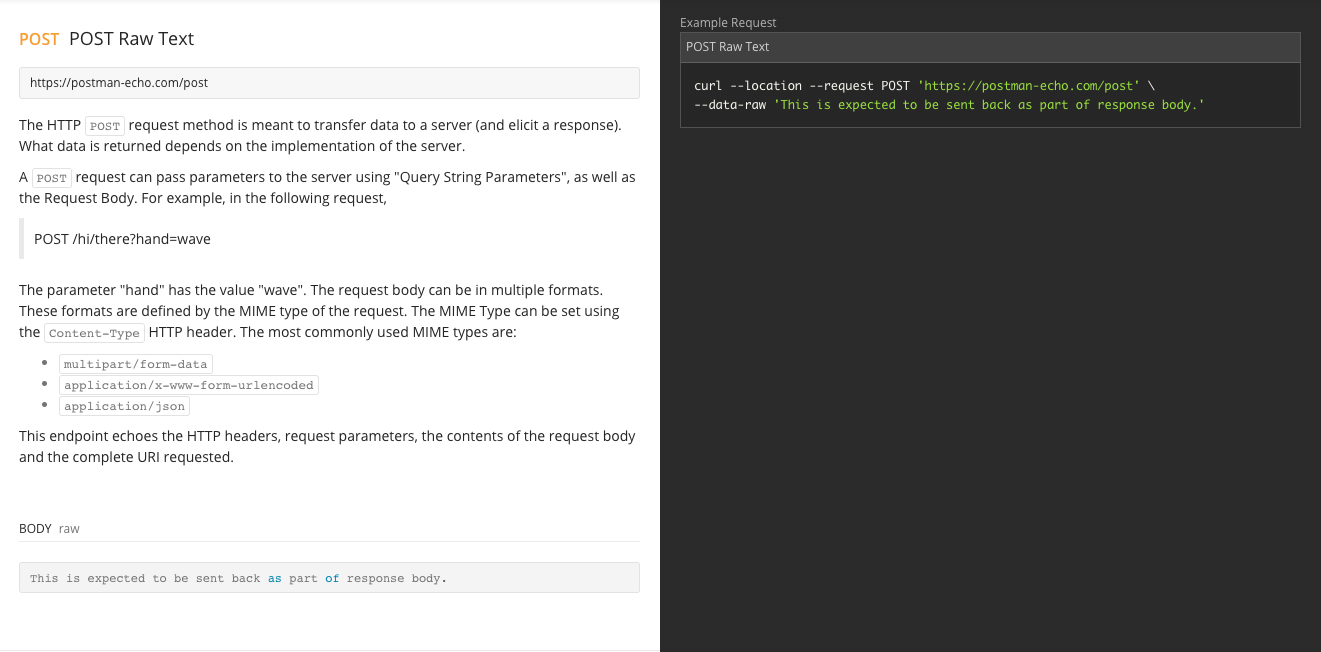 POST POST Raw Text
https://postman-echo.com/post
The HTTP POST request method is meant to transfer data to a server (and elicit a response).
What data is returned depends on the implementation of the server.
A POST request can pass parameters to the server using "Query String Parameters", as well as
the Request Body. For example, in the following request,
POST /hi/there?hand=wave
The parameter "hand" has the value "wave". The request body can be in multiple formats.
These formats are defined by the MIME type of the request. The MIME Type can be set using
the Content-Type HTTP header. The most commonly used MIME types are:
• multipart/form-data
• application/x-www-form-urlencoded
• application/json
This endpoint echoes the HTTP headers, request parameters, the contents of the request body
and the complete URI requested.
BODY raw
This is expected to be sent back as part of response body.
Example Request
POST Raw Text
curl --location --request POST 'https://postman-echo.com/post' \
--data-raw 'This is expected to be sent back as part of response body.'